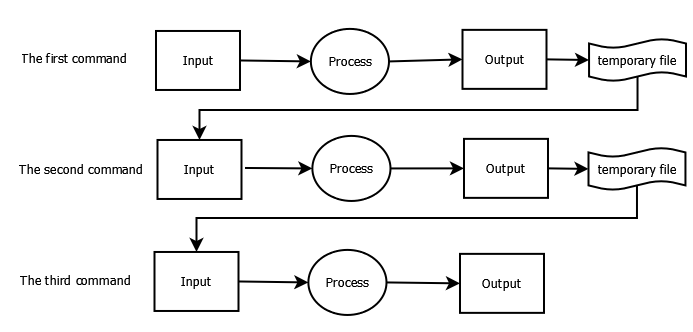 The first command
Input
Process
Output
temporary file
The second command
Input
Process
Output
temporary file
The third command
Input
Process
Output